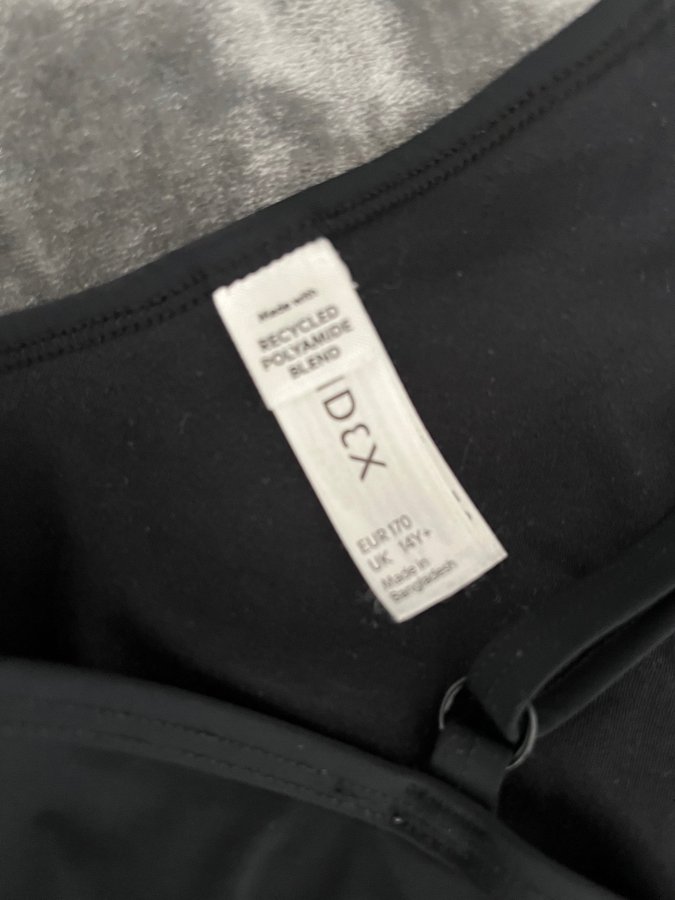 Made with
RECYCLED
POLYAMIDE
BLEND
IDEX
EUR 170
UK 14Y+
Made in
Bangladesh